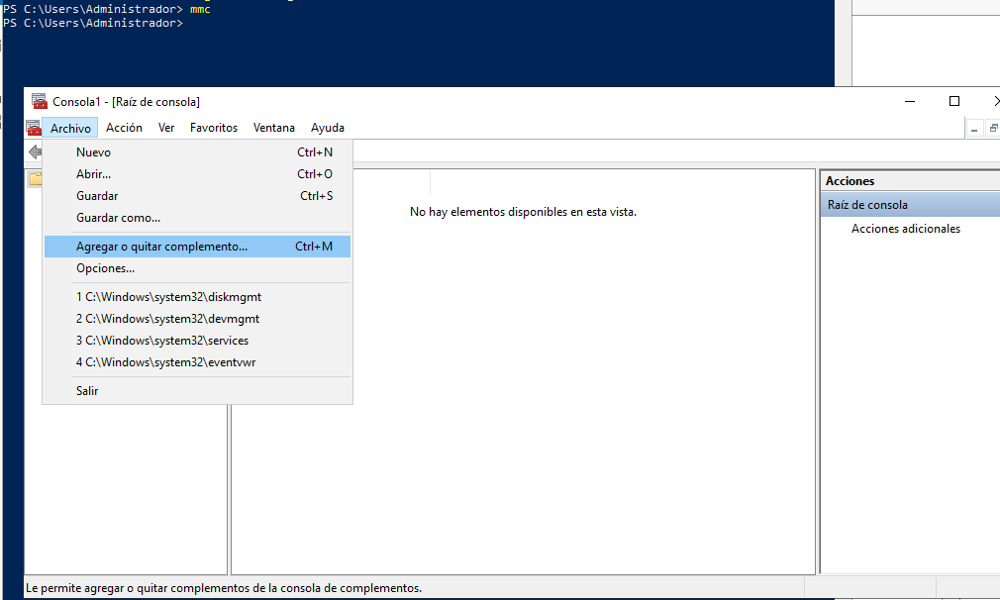 PS C:\Users\Administrador> mmc
PS C:\Users\Administrador>
Consola1 - [Raíz de consola]
Archivo Acción Ver Favoritos Ventana Ayuda
Nuevo Ctrl+N
Abrir... Ctrl+O
Guardar Ctrl+S
Guardar como...
Agregar o quitar complemento... Ctrl+M
Opciones...
1 C:\Windows\system32\diskmgmt
2 C:\Windows\system32\devmgmt
3 C:\Windows\system32\services
4 C:\Windows\system32\eventvwr
Salir
No hay elementos disponibles en esta vista.
Acciones
Raíz de consola
Acciones adicionales
Le permite agregar o quitar complementos de la consola de complementos.